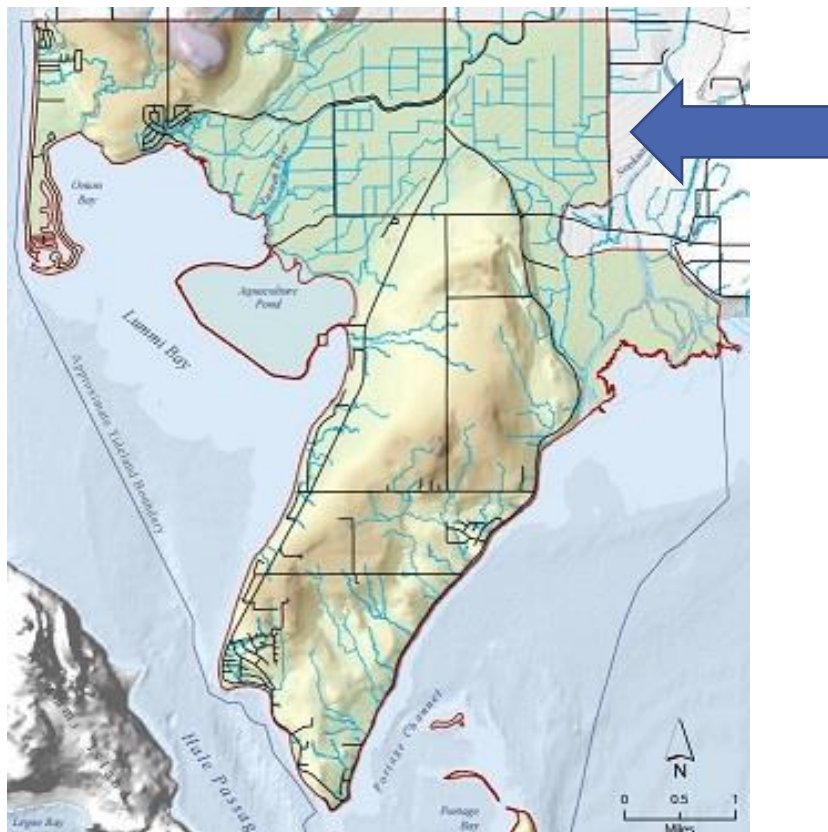 Onion
Bay
Aquaculture
Pond
Lummi Bay
Approximate Tideland Boundary
Hale Passag
Portage Channel
Portage
Bay
Legoe Bay
N
0 0.5 1
Miles